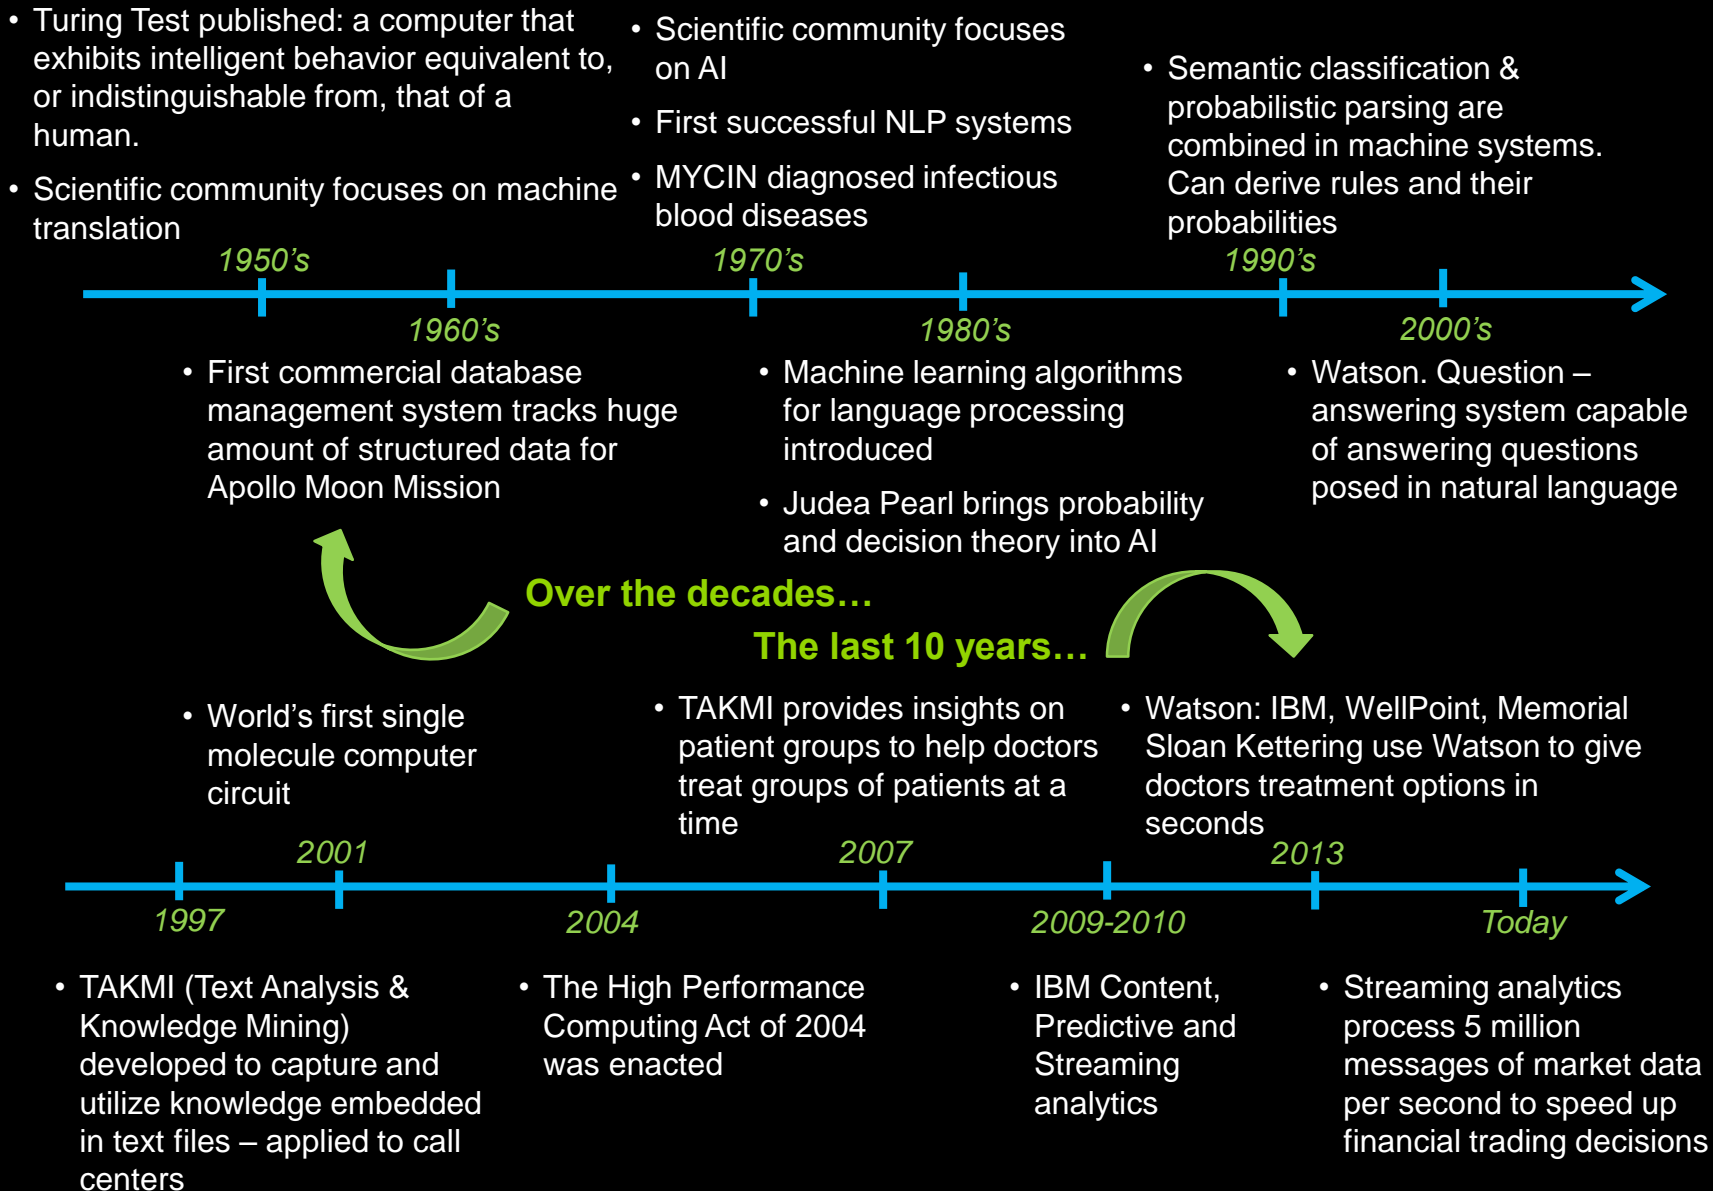 • Turing Test published: a computer that
exhibits intelligent behavior equivalent to,
or indistinguishable from, that of a
human.
• Scientific community focuses on machine
translation
• Scientific community focuses
on AI
• First successful NLP systems
• MYCIN diagnosed infectious
blood diseases
• Semantic classification &
probabilistic parsing are
combined in machine systems.
Can derive rules and their
probabilities
1950's
1970's
1990's
1960's
1980's
2000's
• First commercial database
management system tracks huge
amount of structured data for
Apollo Moon Mission
• Machine learning algorithms
for language processing
introduced
• Judea Pearl brings probability
and decision theory into AI
• Watson. Question –
answering system capable
of answering questions
posed in natural language
Over the decades…
The last 10 years…
• World's first single
molecule computer
circuit
• TAKMI provides insights on
patient groups to help doctors
treat groups of patients at a
time
• Watson: IBM, WellPoint, Memorial
Sloan Kettering use Watson to give
doctors treatment options in
seconds
2001
2007
2013
1997
2004
2009-2010
Today
• TAKMI (Text Analysis &
Knowledge Mining)
developed to capture and
utilize knowledge embedded
in text files – applied to call
centers
• The High Performance
Computing Act of 2004
was enacted
• IBM Content,
Predictive and
Streaming
analytics
• Streaming analytics
process 5 million
messages of market data
per second to speed up
financial trading decisions